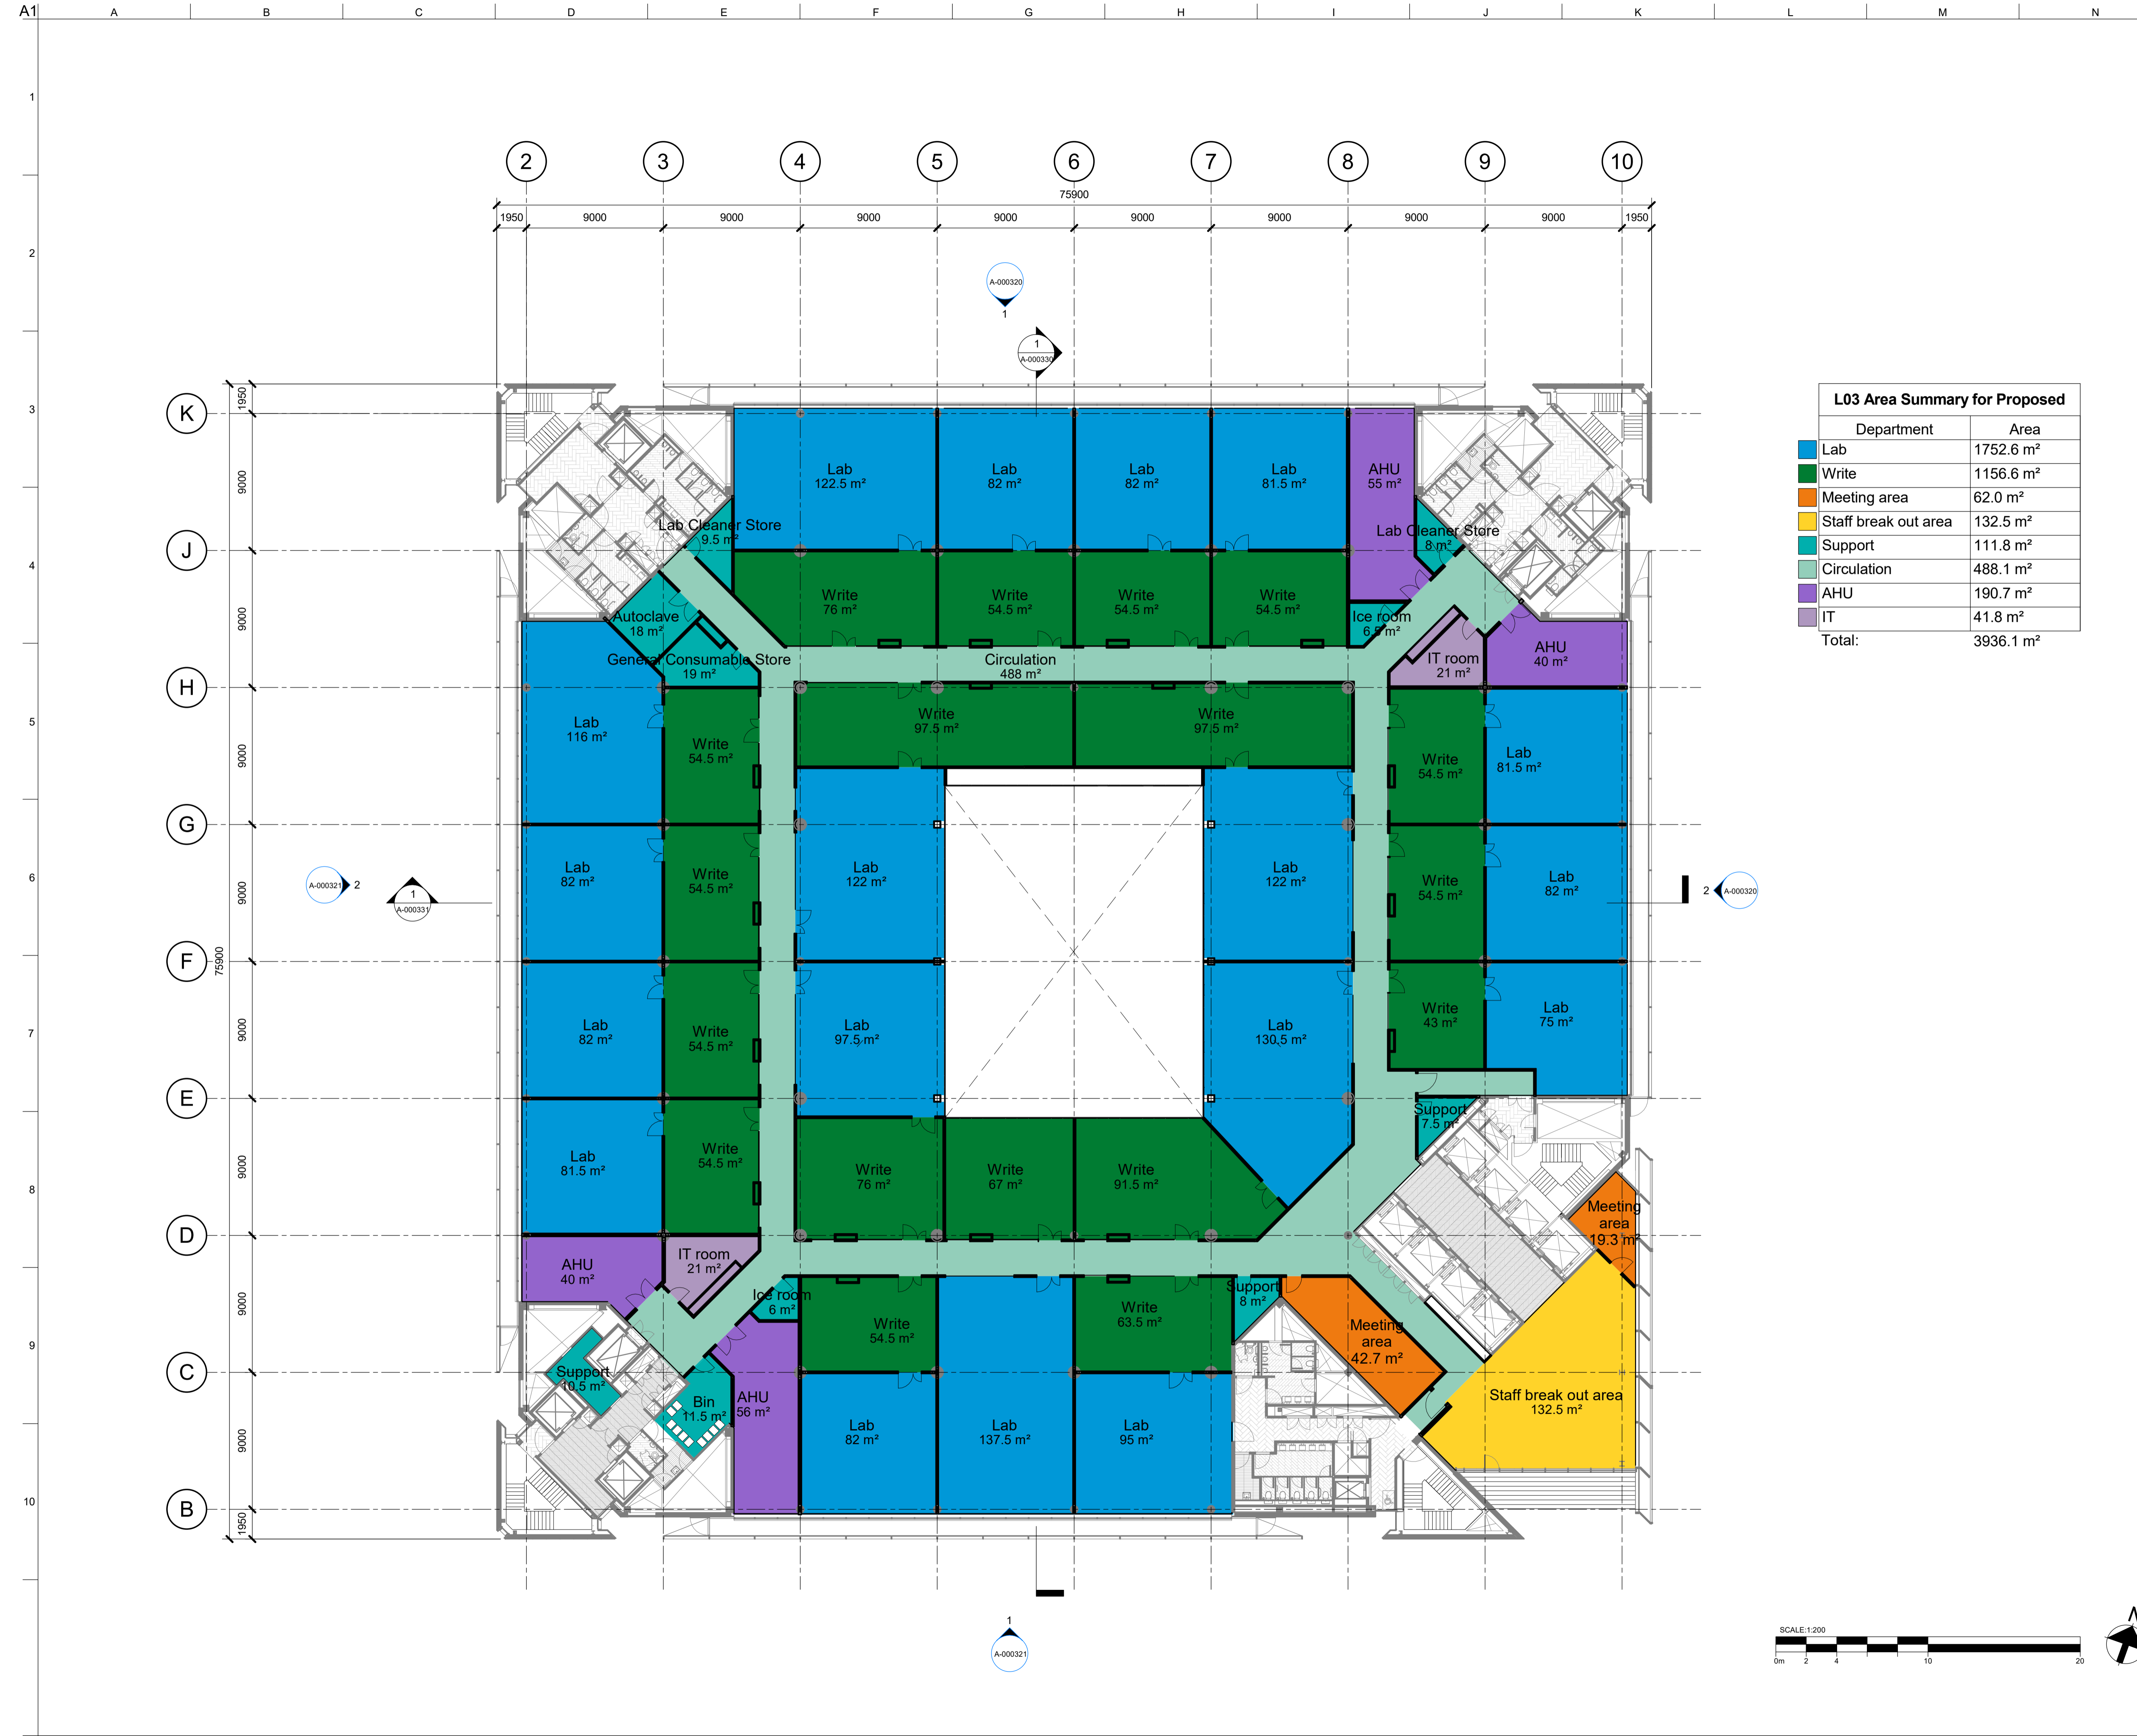 A1
A B C D E F G H I J K L M N
1
2
3
4
5
6
7
8
9
10
2 3 4 5 6 7 8 9 10
75900
1950 9000 9000 9000 9000 9000 9000 9000 9000 1950
A-000320
1
1
A-000330
K
J
H
G
F
E
D
C
B
1950
9000
9000
9000
9000
9000
9000
9000
9000
1950
75900
L03 Area Summary for Proposed
Department Area
Lab 1752.6 m²
Write 1156.6 m²
Meeting area 62.0 m²
Staff break out area 132.5 m²
Support 111.8 m²
Circulation 488.1 m²
AHU 190.7 m²
IT 41.8 m²
Total: 3936.1 m²
Lab
122.5 m²
Lab
82 m²
Lab
82 m²
Lab
81.5 m²
AHU
55 m²
Lab Cleaner Store
9.5 m²
Lab Cleaner Store
8 m²
Write
76 m²
Write
54.5 m²
Write
54.5 m²
Write
54.5 m²
Autoclave
18 m²
Ice room
6.5 m²
General Consumable Store
19 m²
Circulation
488 m²
IT room
21 m²
AHU
40 m²
Lab
116 m²
Write
54.5 m²
Write
97.5 m²
Write
97.5 m²
Write
54.5 m²
Lab
81.5 m²
Lab
82 m²
Write
54.5 m²
Lab
122 m²
Lab
122 m²
Write
54.5 m²
Lab
82 m²
A-000321
2
1
A-000331
2
A-000320
Lab
82 m²
Write
54.5 m²
Lab
97.5 m²
Lab
130.5 m²
Write
43 m²
Lab
75 m²
Support
7.5 m²
Lab
81.5 m²
Write
54.5 m²
Write
76 m²
Write
67 m²
Write
91.5 m²
Meeting
area
19.3 m²
AHU
40 m²
IT room
21 m²
Ice room
6 m²
Write
54.5 m²
Write
63.5 m²
Support
8 m²
Meeting
area
42.7 m²
Support
10.5 m²
Bin
11.5 m²
AHU
56 m²
Lab
82 m²
Lab
137.5 m²
Lab
95 m²
Staff break out area
132.5 m²
1
A-000321
SCALE:1:200
0m 2 4 10 20